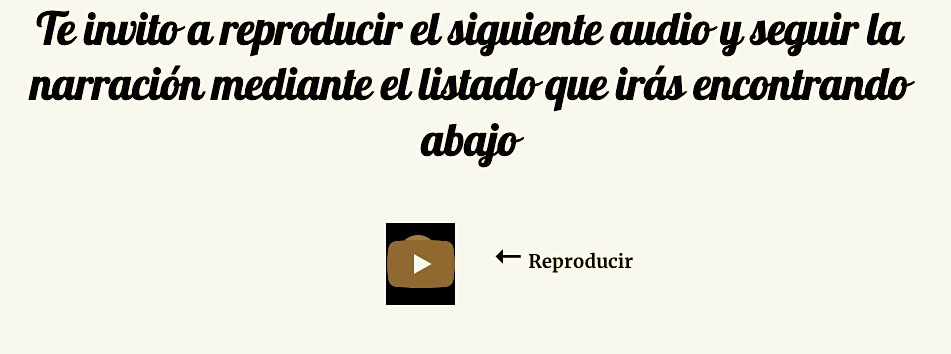 Te invito a reproducir el siguiente audio y seguir la
narración mediante el listado que irás encontrando
abajo
← Reproducir